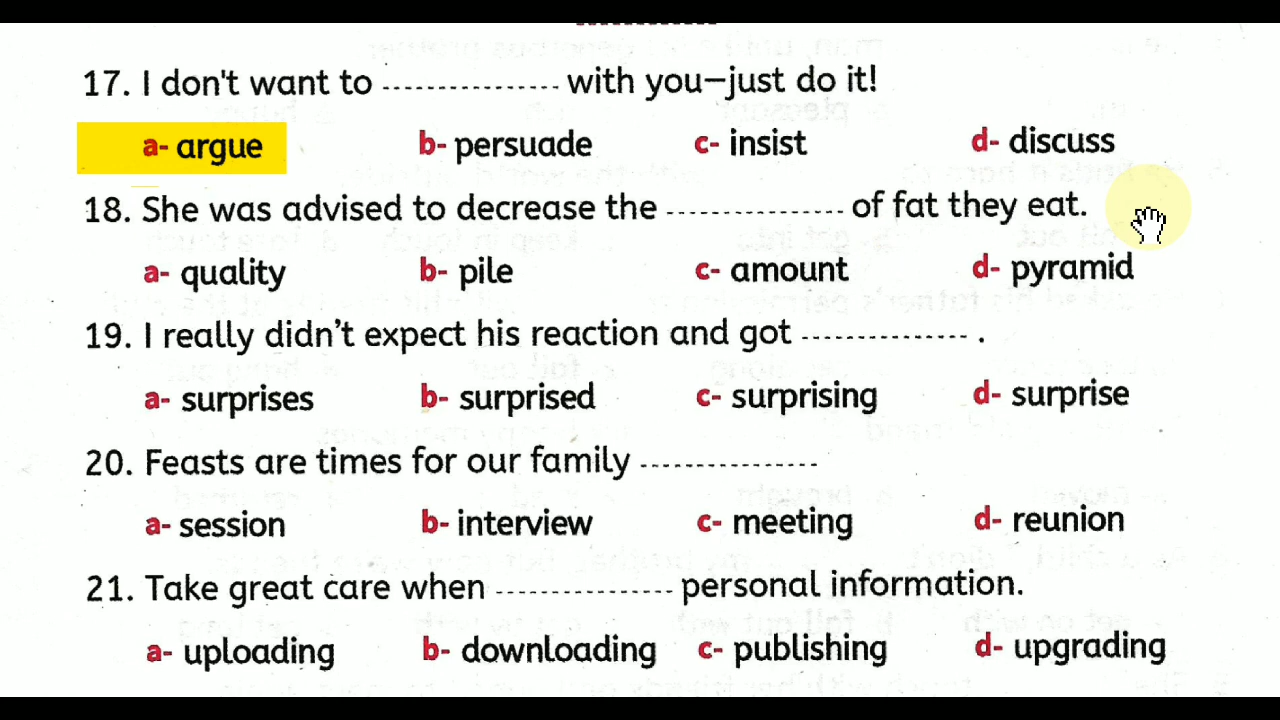 17. I don't want to ---------------- with you–just do it!
a- argue b- persuade c- insist d- discuss
18. She was advised to decrease the ---------------- of fat they eat.
a- quality b- pile c- amount d- pyramid
19. I really didn't expect his reaction and got --------------- .
a- surprises b- surprised c- surprising d- surprise
20. Feasts are times for our family ----------------
a- session b- interview c- meeting d- reunion
21. Take great care when ---------------- personal information.
a- uploading b- downloading c- publishing d- upgrading